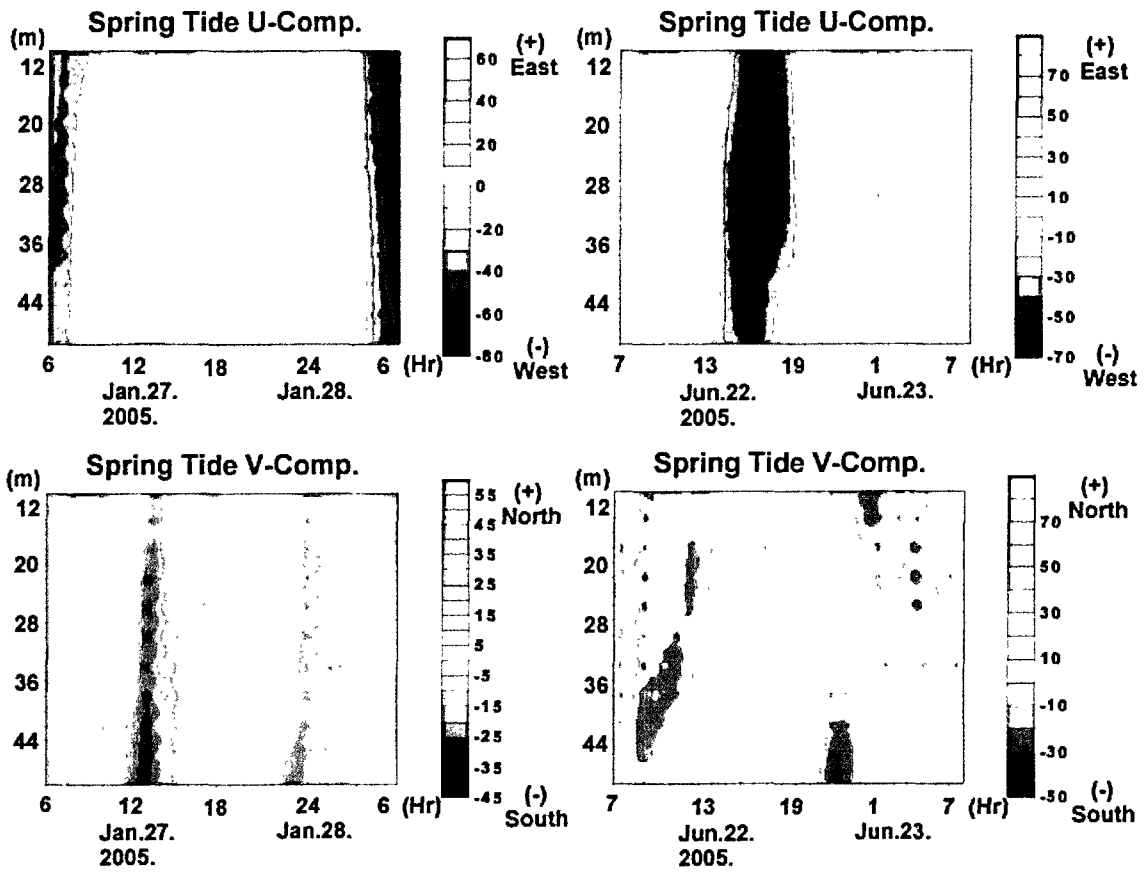 Spring Tide U-Comp.
(m)
12
20
28
36
44
6 12 18 24 6 (Hr)
Jan.27. Jan.28.
2005.
60
40
20
0
-20
-40
-60
-80
(+)
East
(-)
West
Spring Tide U-Comp.
(m)
12
20
28
36
44
7 13 19 1 7 (Hr)
Jun.22. Jun.23.
2005.
70
50
30
10
-10
-30
-50
-70
(+)
East
(-)
West
Spring Tide V-Comp.
(m)
12
20
28
36
44
6 12 18 24 6 (Hr)
Jan.27. Jan.28.
2005.
55
45
35
25
15
5
-5
-15
-25
-35
-45
(+)
North
(-)
South
Spring Tide V-Comp.
(m)
12
20
28
36
44
7 13 19 1 7 (Hr)
Jun.22. Jun.23.
2005.
70
50
30
10
-10
-30
-50
(+)
North
(-)
South